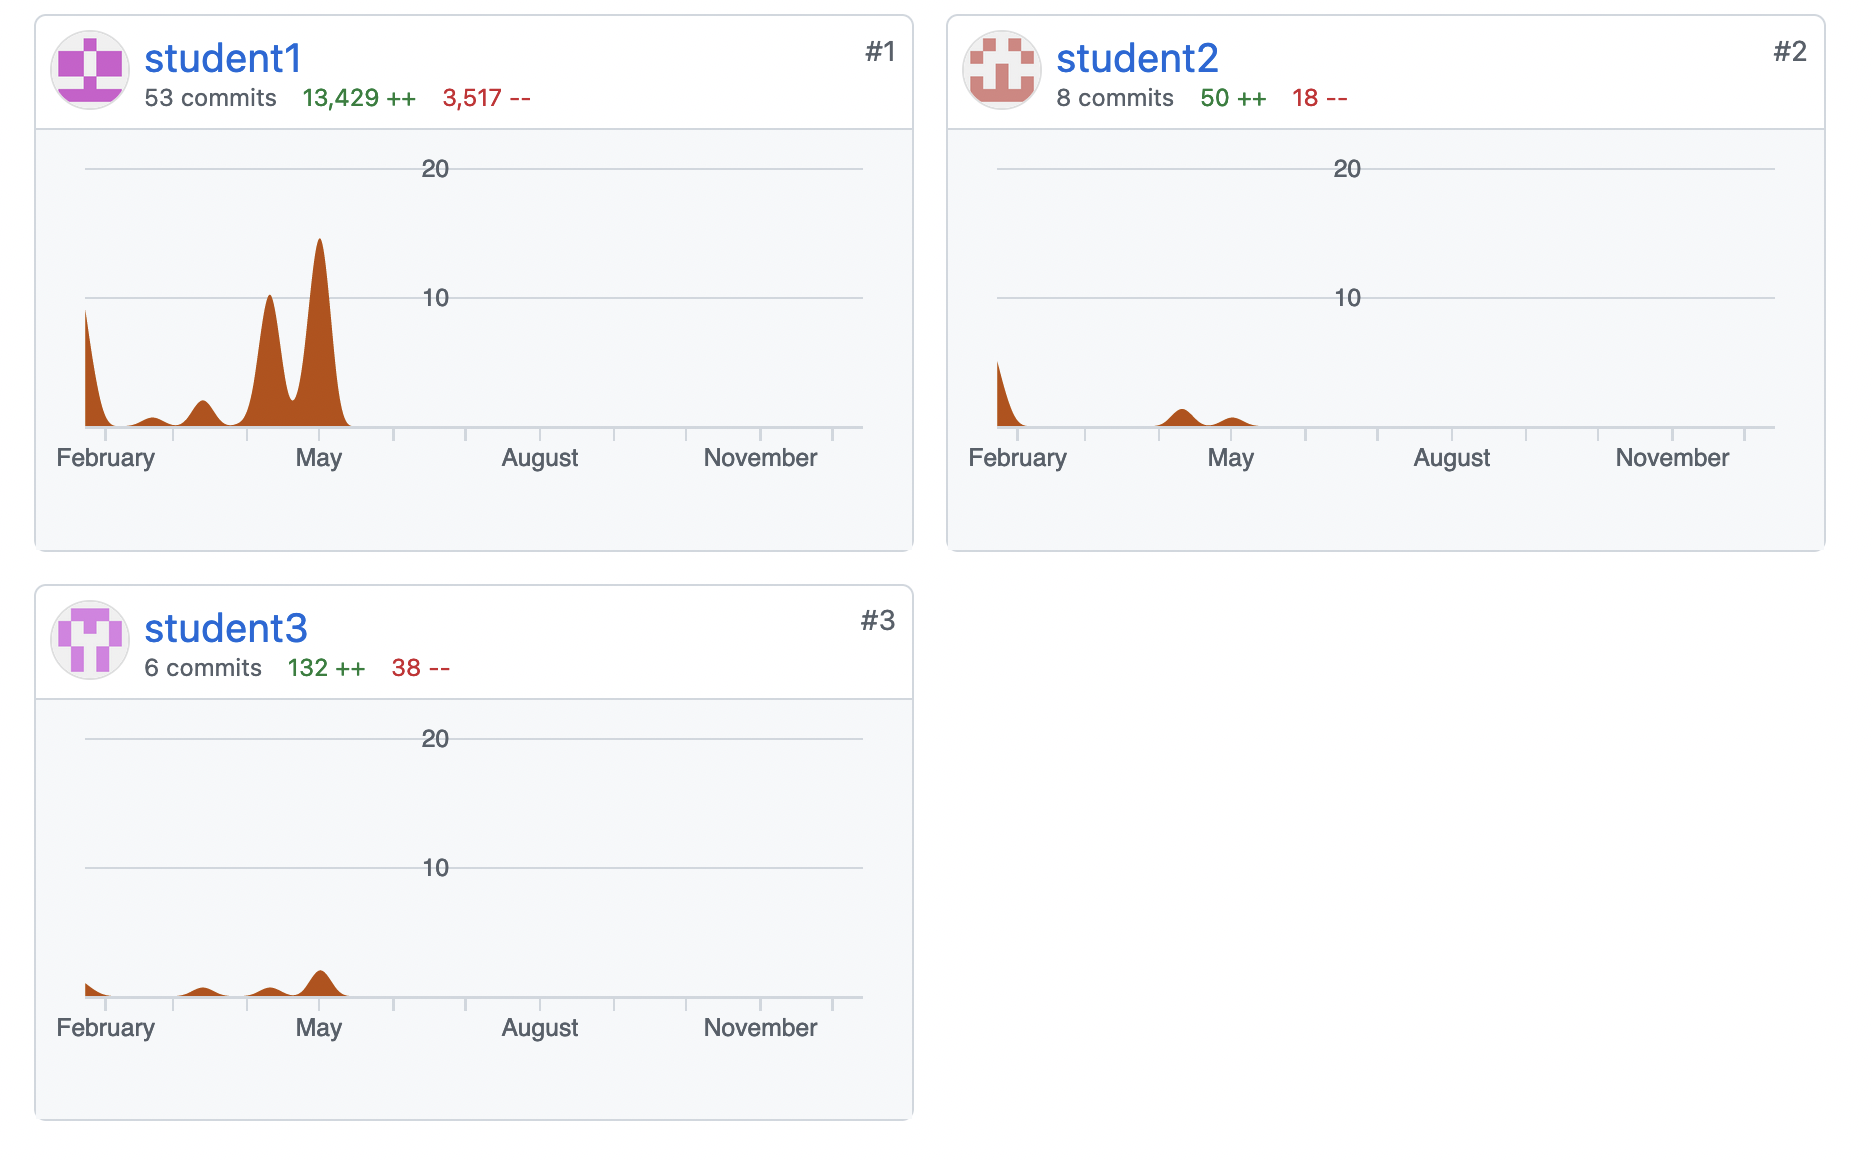 student1
#1
53 commits 13,429 ++ 3,517 --
20
10
February May August November
student2
#2
8 commits 50 ++ 18 --
20
10
February May August November
student3
#3
6 commits 132 ++ 38 --
20
10
February May August November